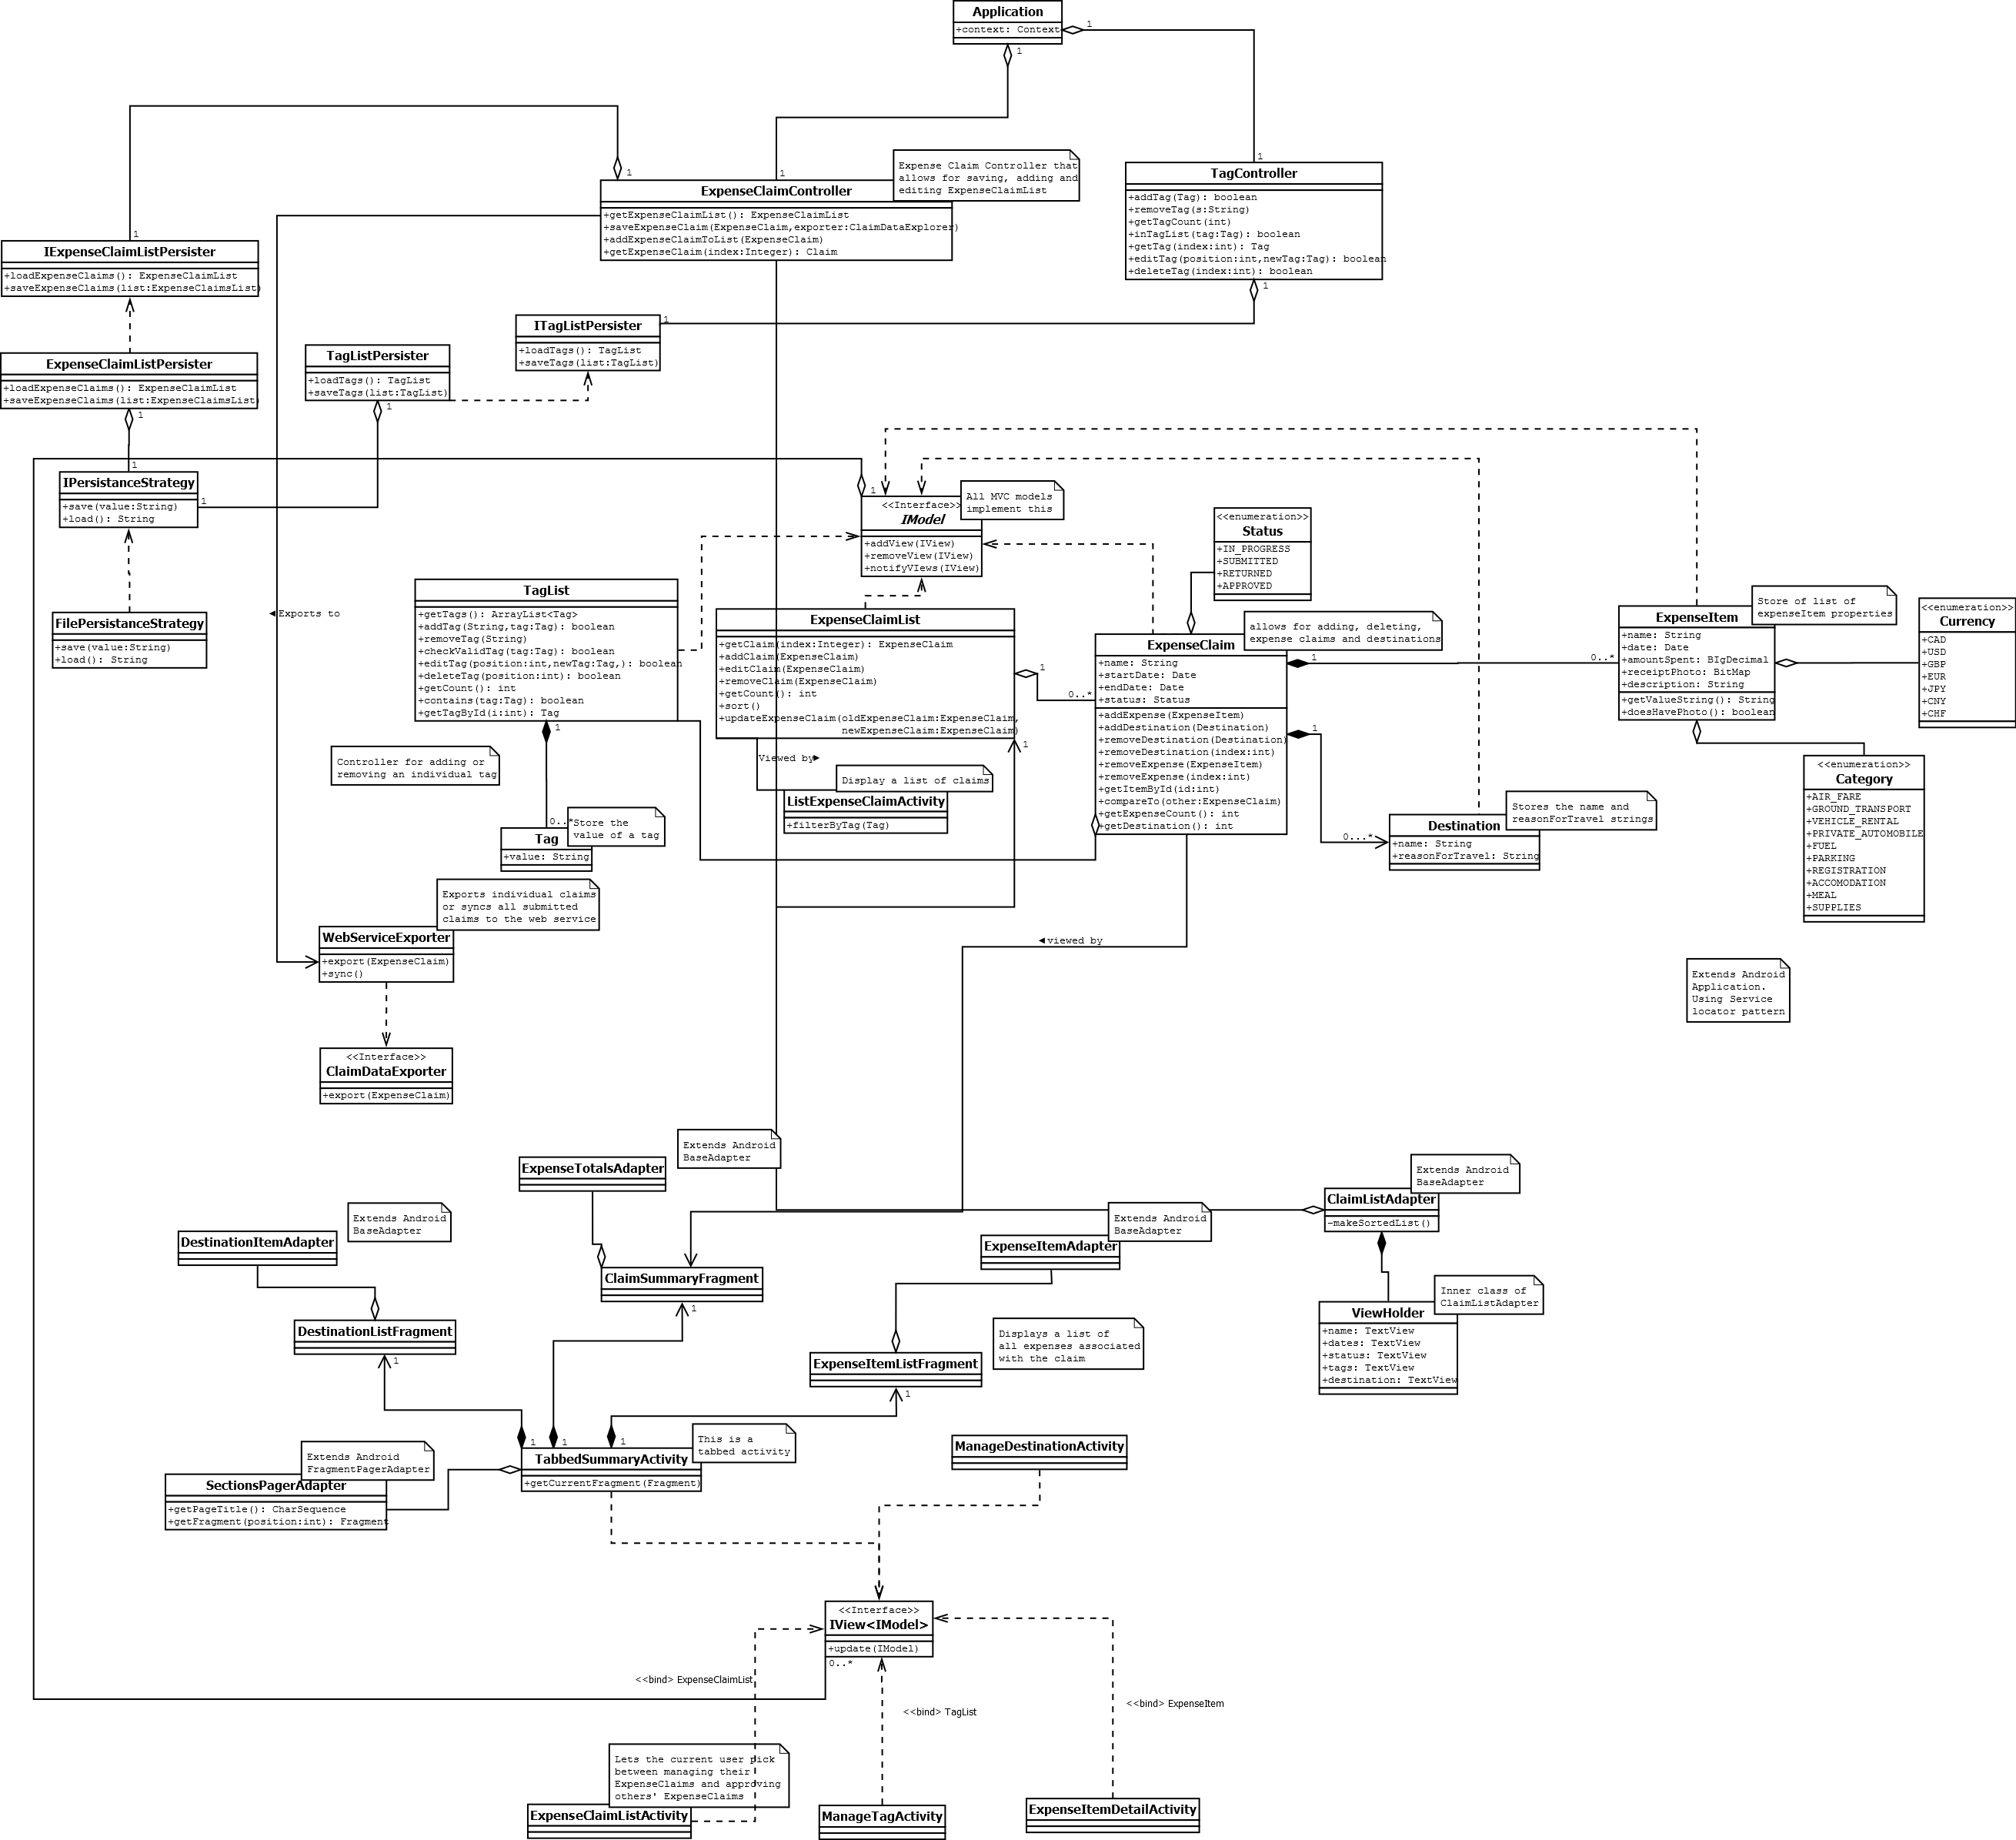 Application
+context: Context
1
1
1
1
1
Expense Claim Controller that
allows for saving, adding and
editing ExpenseClaimList
ExpenseClaimController
+getExpenseClaimList(): ExpenseClaimList
+saveExpenseClaim(ExpenseClaim,exporter:ClaimDataExplorer)
+addExpenseClaimToList(ExpenseClaim)
+getExpenseClaim(index:Integer): Claim
TagController
+addTag(Tag): boolean
+removeTag(s:String)
+getTagCount(int)
+inTagList(tag:Tag): boolean
+getTag(index:int): Tag
+editTag(position:int,newTag:Tag): boolean
+deleteTag(index:int): boolean
1
1
IExpenseClaimListPersister
+loadExpenseClaims(): ExpenseClaimList
+saveExpenseClaims(list:ExpenseClaimsList)
ITagListPersister
+loadTags(): TagList
+saveTags(list:TagList)
1
TagListPersister
+loadTags(): TagList
+saveTags(list:TagList)
1
ExpenseClaimListPersister
+loadExpenseClaims(): ExpenseClaimList
+saveExpenseClaims(list:ExpenseClaimsList)
1
1
IPersistanceStrategy
+save(value:String)
+load(): String
1
FilePersistanceStrategy
+save(value:String)
+load(): String
◄Exports to
1
All MVC models
implement this
<<Interface>>
IModel
+addView(IView)
+removeView(IView)
+notifyVIews(IView)
<<enumeration>>
Status
+IN_PROGRESS
+SUBMITTED
+RETURNED
+APPROVED
TagList
+getTags(): ArrayList<Tag>
+addTag(String,tag:Tag): boolean
+removeTag(String)
+checkValidTag(tag:Tag): boolean
+editTag(position:int,newTag:Tag,): boolean
+deleteTag(position:int): boolean
+getCount(): int
+contains(tag:Tag): boolean
+getTagById(i:int): Tag
1
ExpenseClaimList
+getClaim(index:Integer): ExpenseClaim
+addClaim(ExpenseClaim)
+editClaim(ExpenseClaim)
+removeClaim(ExpenseClaim)
+getCount(): int
+sort()
+updateExpenseClaim(oldExpenseClaim:ExpenseClaim,
newExpenseClaim:ExpenseClaim)
1
0..*
1
allows for adding, deleting,
expense claims and destinations
ExpenseClaim
+name: String
+startDate: Date
+endDate: Date
+status: Status
+addExpense(ExpenseItem)
+addDestination(Destination)
+removeDestination(Destination)
+removeDestination(index:int)
+removeExpense(ExpenseItem)
+removeExpense(index:int)
+getItemById(id:int)
+compareTo(other:ExpenseClaim)
+getExpenseCount(): int
+getDestination(): int
1
0..*
1
0...*
Store of list of
expenseItem properties
ExpenseItem
+name: String
+date: Date
+amountSpent: BIgDecimal
+receiptPhoto: BitMap
+description: String
+getValueString(): String
+doesHavePhoto(): boolean
<<enumeration>>
Currency
+CAD
+USD
+GBP
+EUR
+JPY
+CNY
+CHF
<<enumeration>>
Category
+AIR_FARE
+GROUND_TRANSPORT
+VEHICLE_RENTAL
+PRIVATE_AUTOMOBILE
+FUEL
+PARKING
+REGISTRATION
+ACCOMODATION
+MEAL
+SUPPLIES
Stores the name and
reasonForTravel strings
Destination
+name: String
+reasonForTravel: String
Controller for adding or
removing an individual tag
Viewed by►
Display a list of claims
ListExpenseClaimActivity
+filterByTag(Tag)
0..*
Store the
value of a tag
Tag
+value: String
Exports individual claims
or syncs all submitted
claims to the web service
WebServiceExporter
+export(ExpenseClaim)
+sync()
◄viewed by
Extends Android
Application.
Using Service
locator pattern
<<Interface>>
ClaimDataExporter
+export(ExpenseClaim)
Extends Android
BaseAdapter
ExpenseTotalsAdapter
Extends Android
BaseAdapter
ClaimListAdapter
-makeSortedList()
Extends Android
BaseAdapter
DestinationItemAdapter
Extends Android
BaseAdapter
ExpenseItemAdapter
ClaimSummaryFragment
1
Inner class of
ClaimListAdapter
ViewHolder
+name: TextView
+dates: TextView
+status: TextView
+tags: TextView
+destination: TextView
DestinationListFragment
1
Displays a list of
all expenses associated
with the claim
ExpenseItemListFragment
1
This is a
tabbed activity
1
1
1
TabbedSummaryActivity
+getCurrentFragment(Fragment)
Extends Android
FragmentPagerAdapter
SectionsPagerAdapter
+getPageTitle(): CharSequence
+getFragment(position:int): Fragment
ManageDestinationActivity
<<Interface>>
IView<IModel>
+update(IModel)
0..*
<<bind> ExpenseClaimList
<<bind> TagList
<<bind> ExpenseItem
Lets the current user pick
between managing their
ExpenseClaims and approving
others' ExpenseClaims
ExpenseClaimListActivity
ManageTagActivity
ExpenseItemDetailActivity